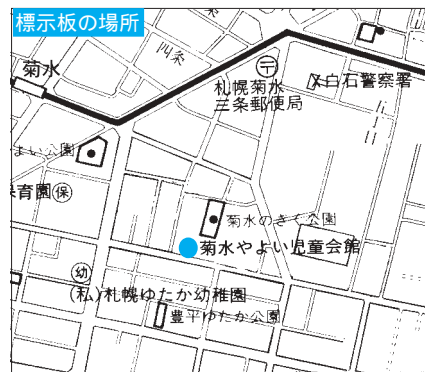 標示板の場所
四条
菊水
〒
札幌菊水
三条郵便局
白石警察署
まい公園
保育園
保
菊水のきく公園
菊水やよい児童会館
幼
(私)札幌ゆたか幼稚園
豊平ゆたか公園